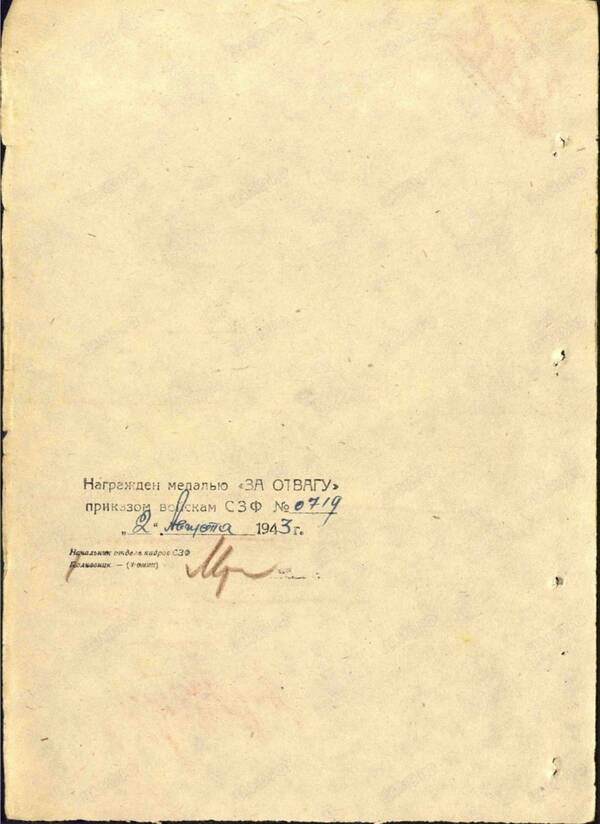 Награжден медалью «ЗА ОТВАГУ»
приказом войскам СЗФ № 0719
„2" Августа 1943 г.
Начальник отдела кадров СЗФ
Полковник —